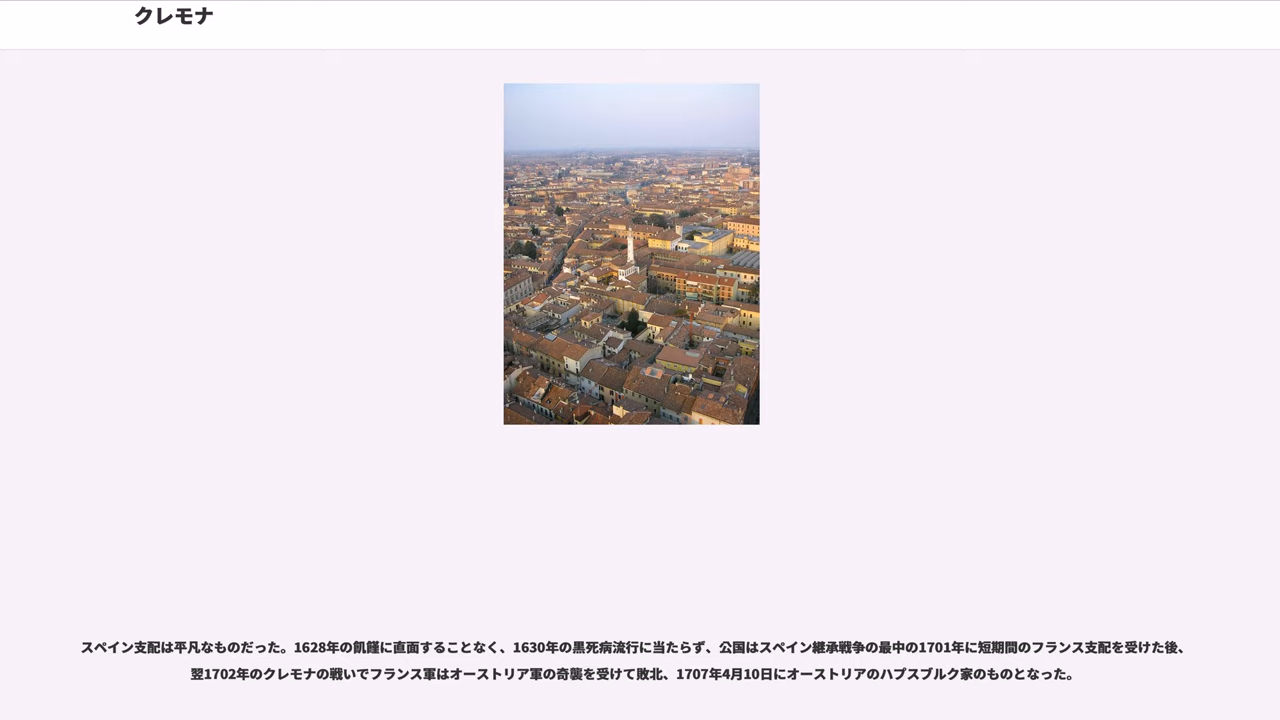 クレモナ
スペイン支配は平凡なものだった。1628年の飢饉に直面することなく、1630年の黒死病流行に当たらず、公国はスペイン継承戦争の最中の1701年に短期間のフランス支配を受けた後、
翌1702年のクレモナの戦いでフランス軍はオーストリア軍の奇襲を受けて敗北、1707年4月10日にオーストリアのハプスブルク家のものとなった。